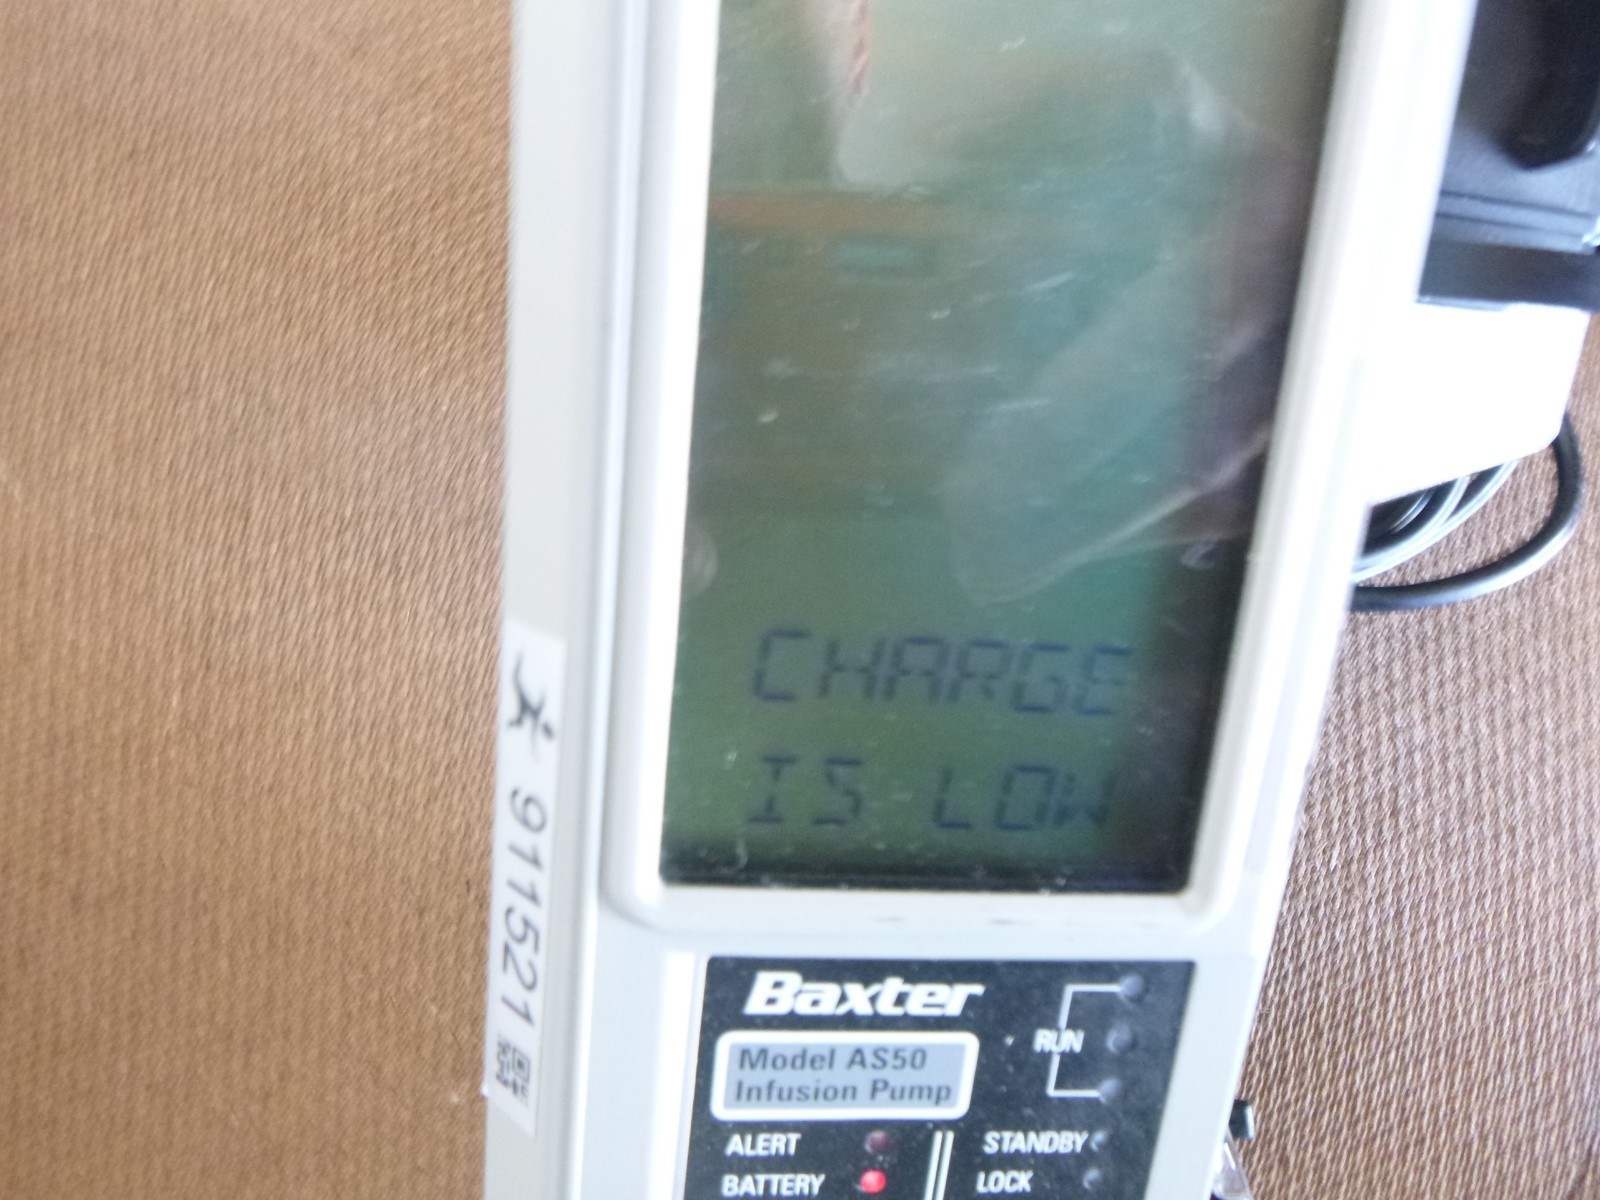 CHARGE
IS LOW
911521
Baxter
Model AS50
Infusion Pump
RUN
ALERT
BATTERY
STANDBY
LOCK